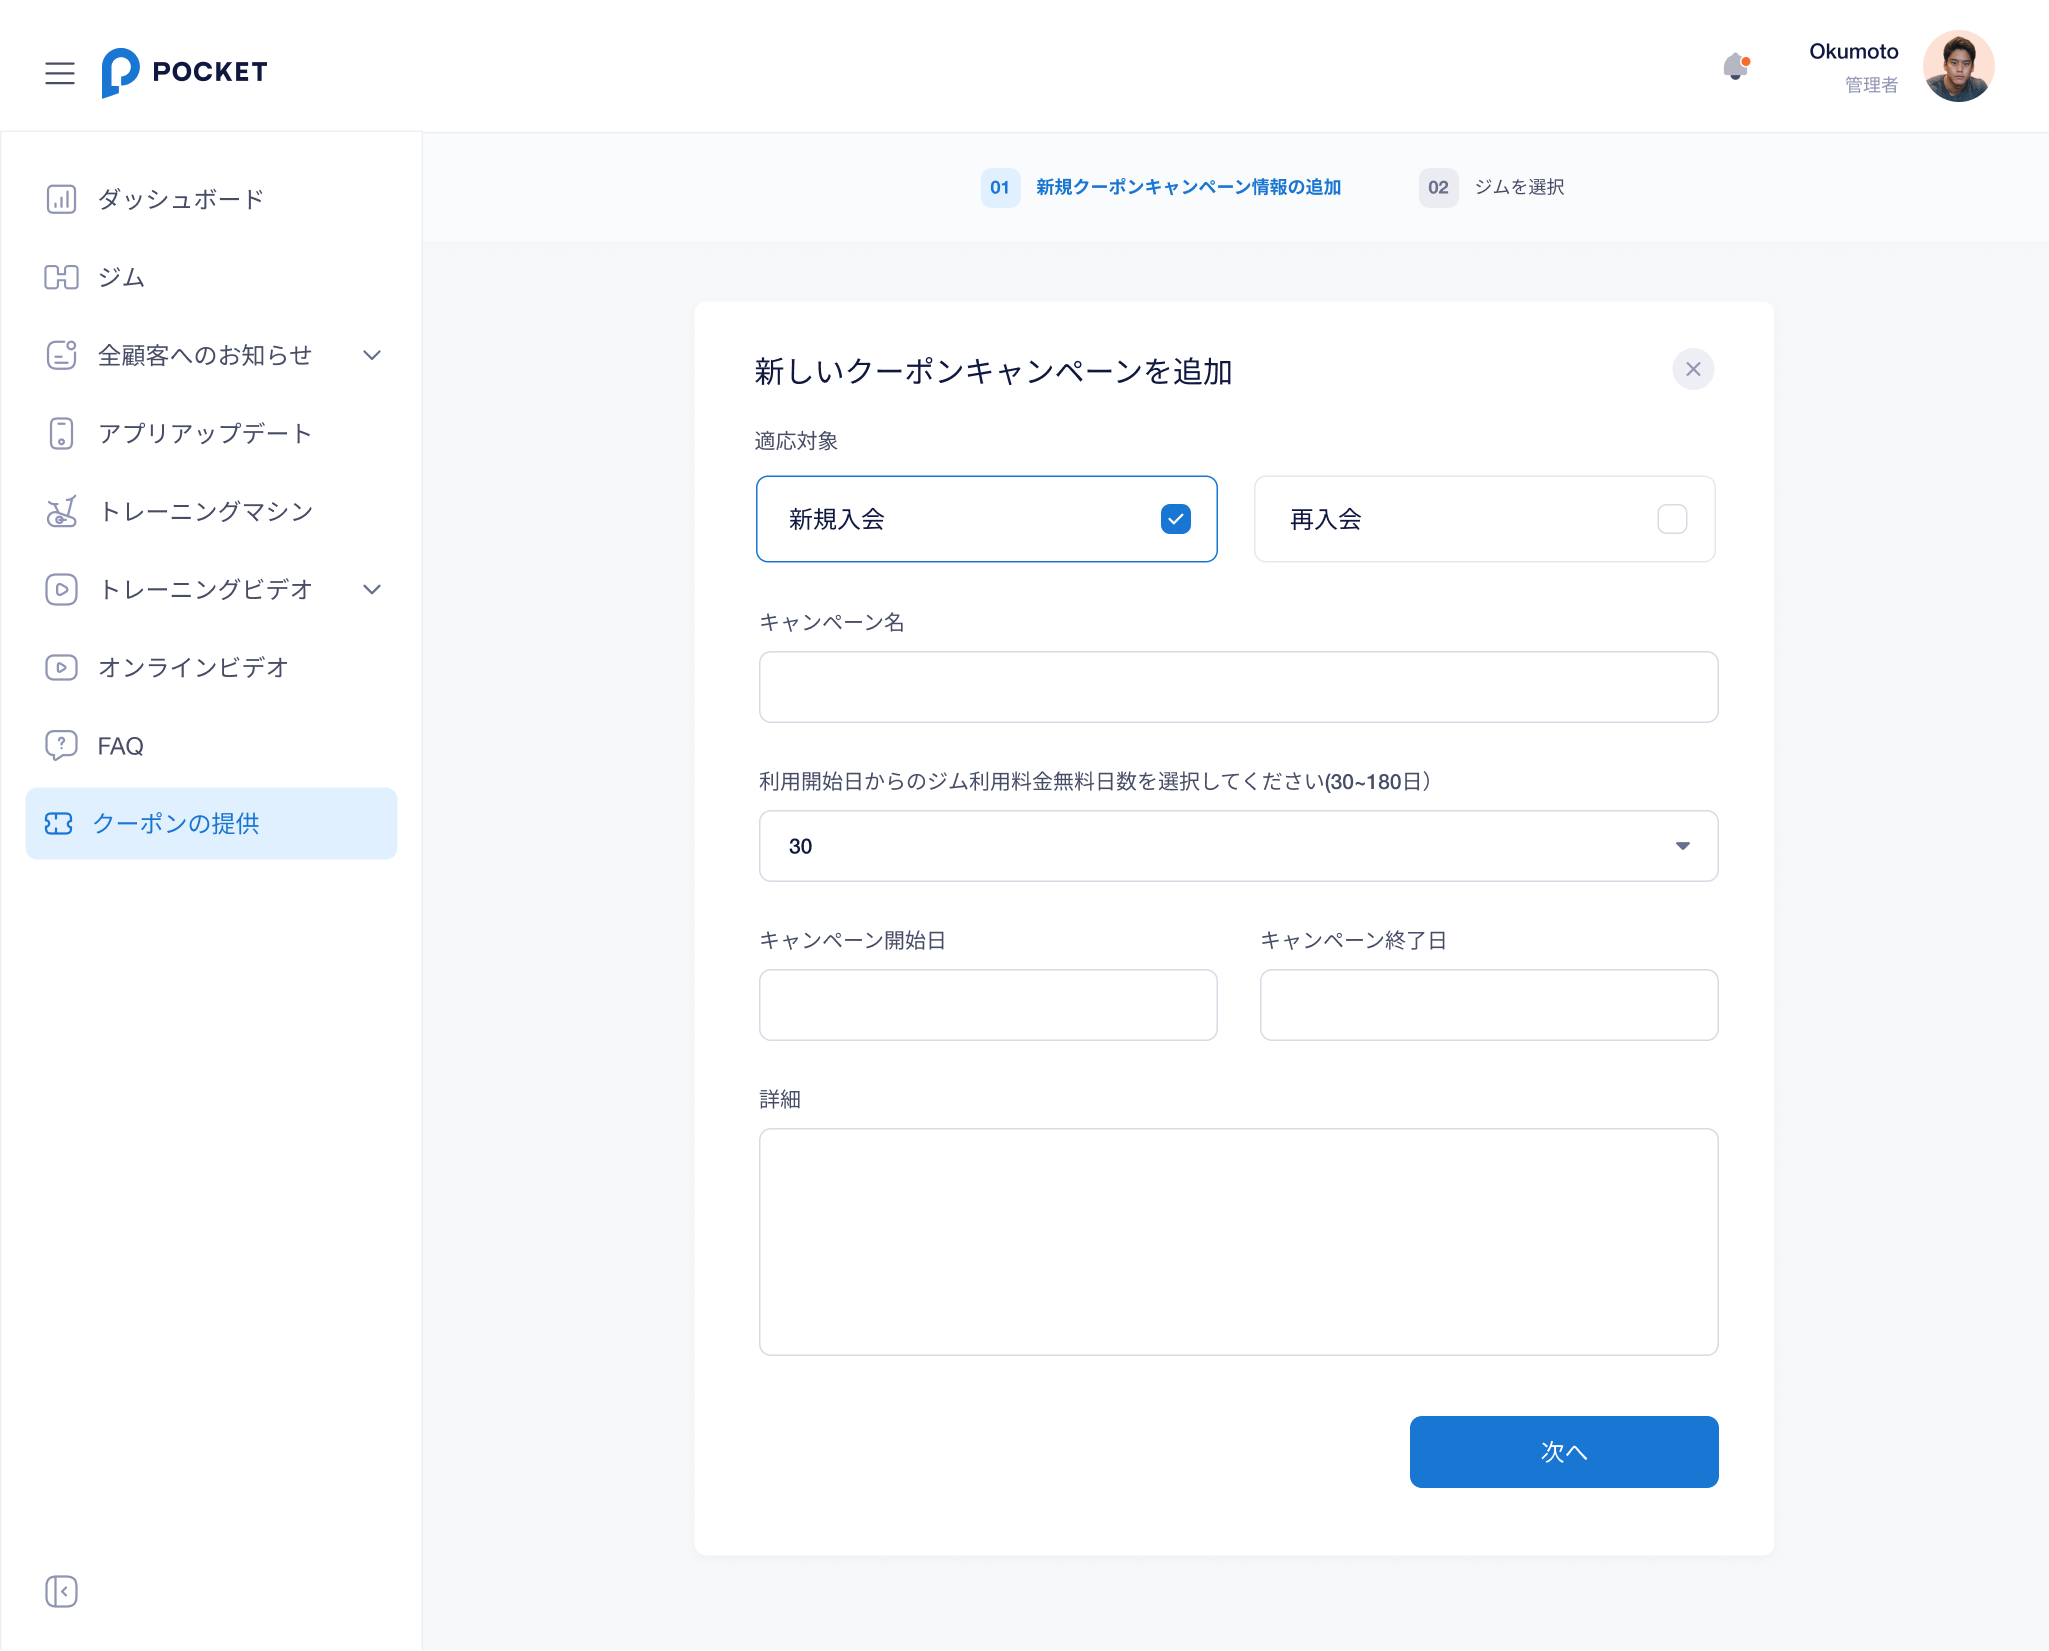 POCKET
Okumoto
管理者
ダッシュボード
ジム
全顧客へのお知らせ
アプリアップデート
トレーニングマシン
トレーニングビデオ
オンラインビデオ
FAQ
クーポンの提供
01 新規クーポンキャンペーン情報の追加
02 ジムを選択
新しいクーポンキャンペーンを追加
適応対象
新規入会
再入会
キャンペーン名
利用開始日からのジム利用料金無料日数を選択してください(30~180日）
30
キャンペーン開始日
キャンペーン終了日
詳細
次へ